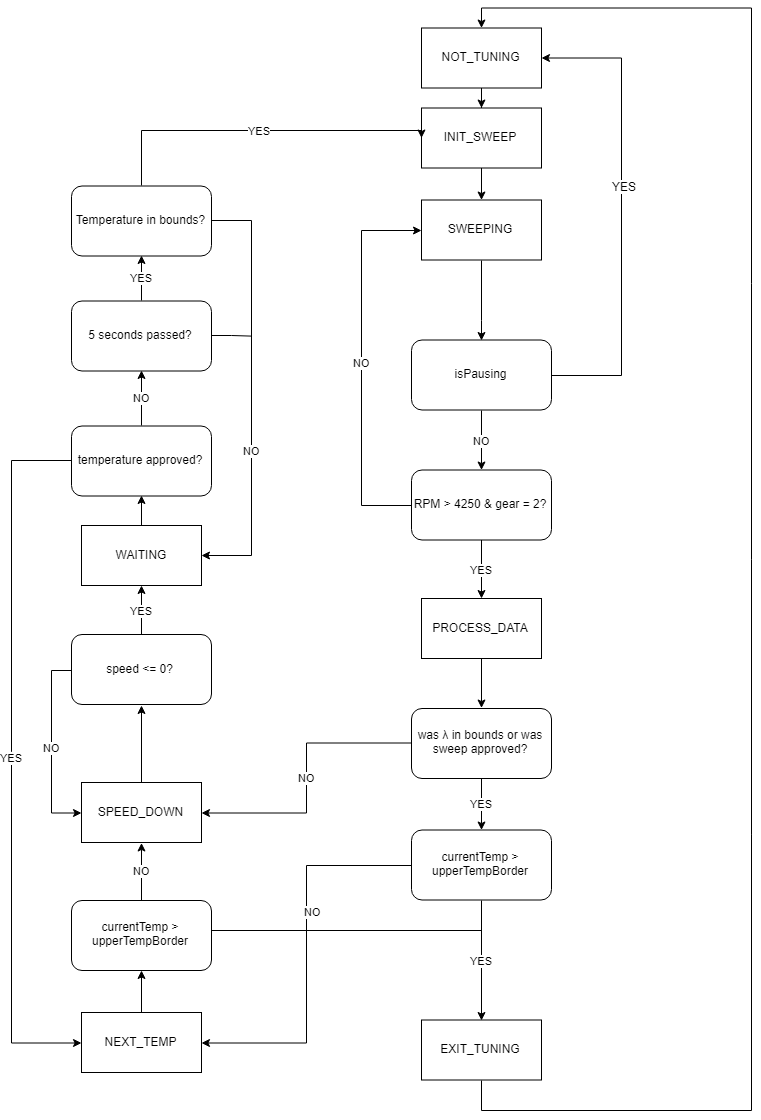 NOT_TUNING
YES
INIT_SWEEP
YES
Temperature in bounds?
SWEEPING
YES
5 seconds passed?
NO
isPausing
NO
NO
NO
temperature approved?
RPM > 4250 & gear = 2?
WAITING
YES
YES
PROCESS_DATA
speed <= 0?
was λ in bounds or was
sweep approved?
NO
YES
NO
YES
SPEED_DOWN
currentTemp >
upperTempBorder
NO
NO
currentTemp >
upperTempBorder
YES
NEXT_TEMP
EXIT_TUNING